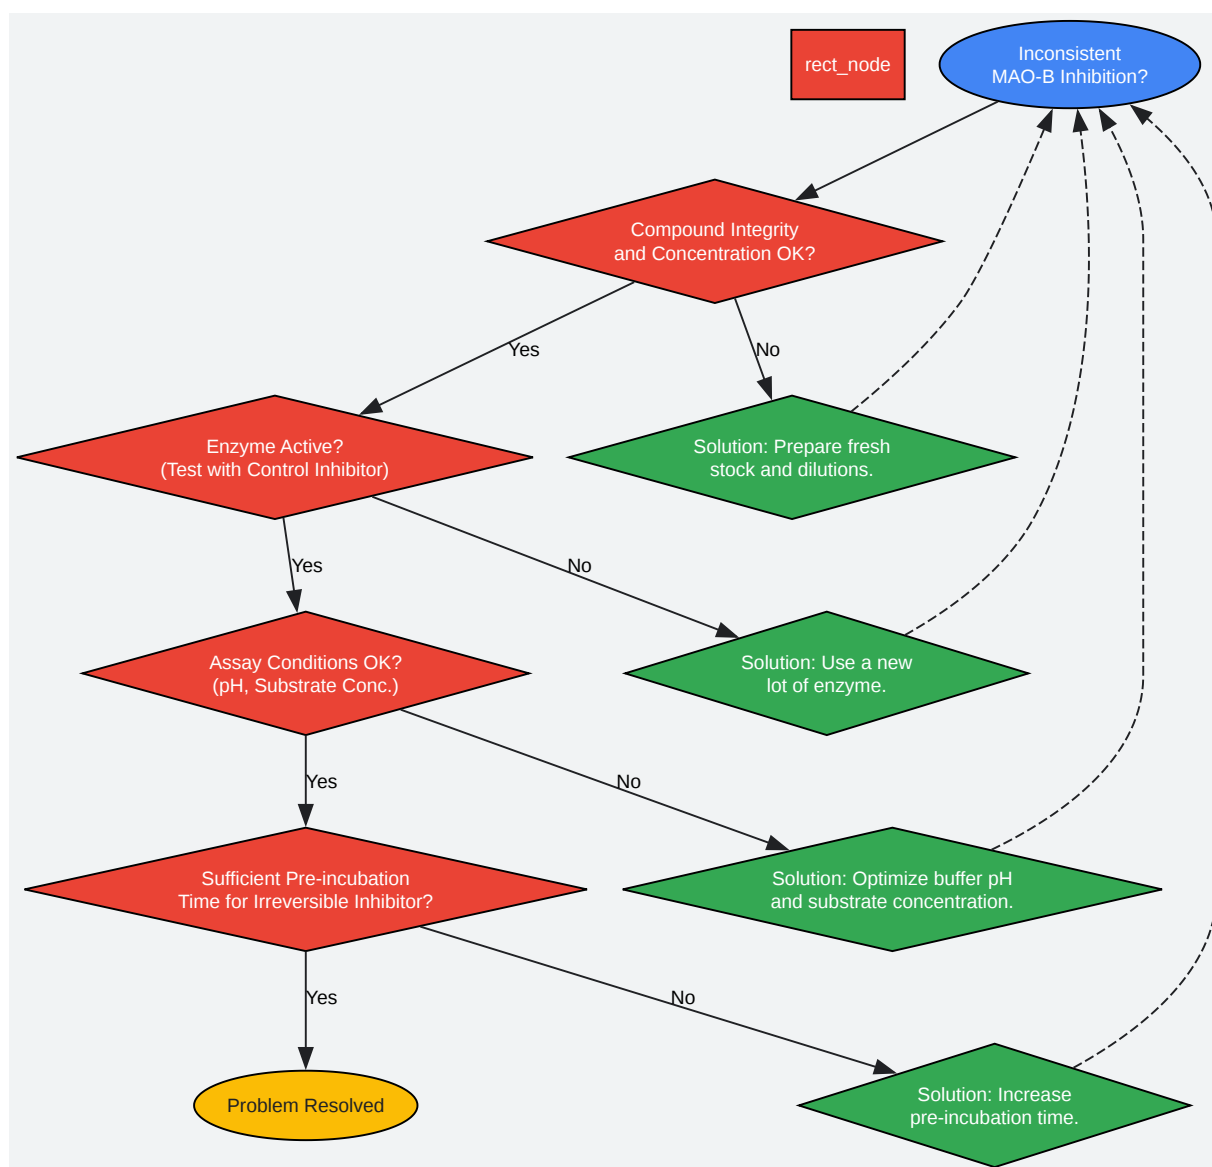 rect_node
Inconsistent
MAO-B Inhibition?
Compound Integrity
and Concentration OK?
Yes
No
Enzyme Active?
(Test with Control Inhibitor)
Solution: Prepare fresh
stock and dilutions.
Yes
No
Assay Conditions OK?
(pH, Substrate Conc.)
Solution: Use a new
lot of enzyme.
Yes
No
Sufficient Pre-incubation
Time for Irreversible Inhibitor?
Solution: Optimize buffer pH
and substrate concentration.
Yes
No
Problem Resolved
Solution: Increase
pre-incubation time.